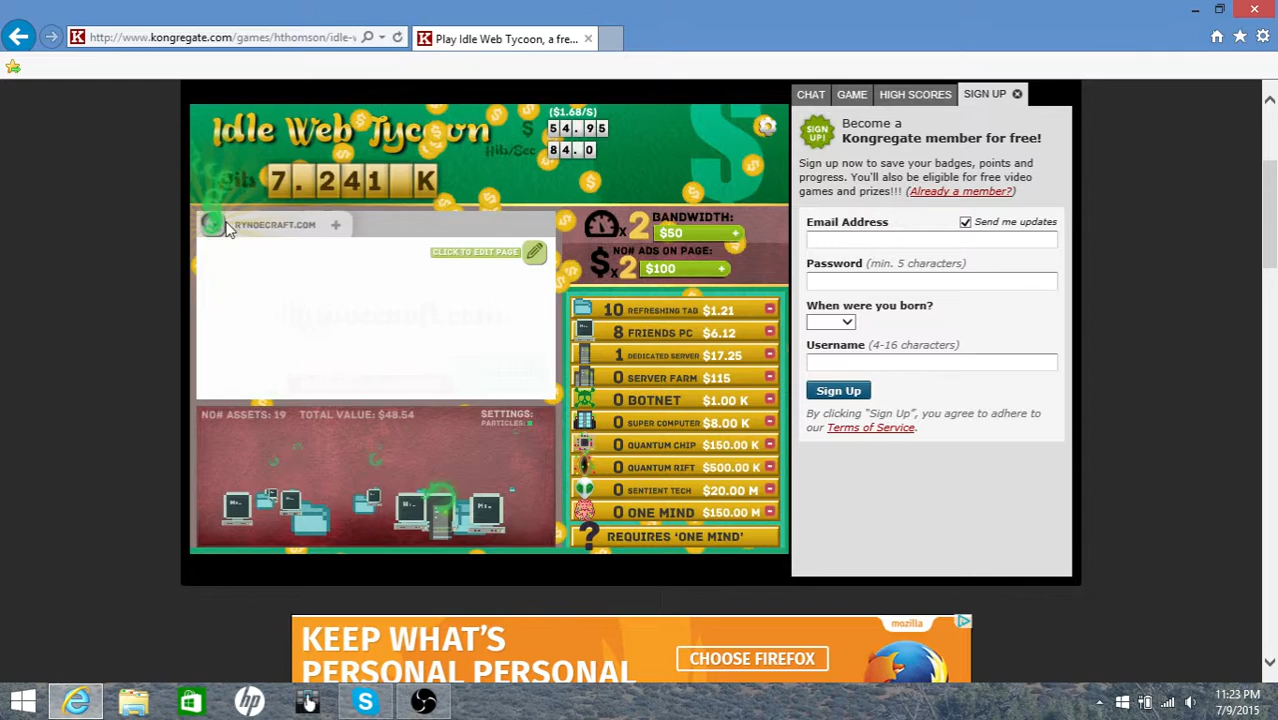 http://www.kongregate.com/games/hthomson/idle-w
Play Idle Web Tycoon, a fre...
Idle Web Tycoon
($1.68/S)
$ 54.95
Hib/Sec 84.0
7.241 K
RYNOECRAFT.COM +
CLICK TO EDIT PAGE
BANDWIDTH:
x2 $50 +
NO# ADS ON PAGE:
$x2 $100 +
10 REFRESHING TAB $1.21
8 FRIENDS PC $6.12
1 DEDICATED SERVER $17.25
0 SERVER FARM $115
0 BOTNET $1.00 K
0 SUPER COMPUTER $8.00 K
0 QUANTUM CHIP $150.00 K
0 QUANTUM RIFT $500.00 K
0 SENTIENT TECH $20.00 M
0 ONE MIND $150.00 M
? REQUIRES 'ONE MIND'
NO# ASSETS: 19 TOTAL VALUE: $48.54
SETTINGS:
PARTICLES:
CHAT GAME HIGH SCORES SIGN UP
SIGN UP!
Become a
Kongregate member for free!
Sign up now to save your badges, points and
progress. You'll also be eligible for free video
games and prizes!!! (Already a member?)
Email Address Send me updates
Password (min. 5 characters)
When were you born?
Username (4-16 characters)
Sign Up
By clicking "Sign Up", you agree to adhere to
our Terms of Service.
mozilla
KEEP WHAT'S
PERSONAL PERSONAL
CHOOSE FIREFOX
11:23 PM
7/9/2015